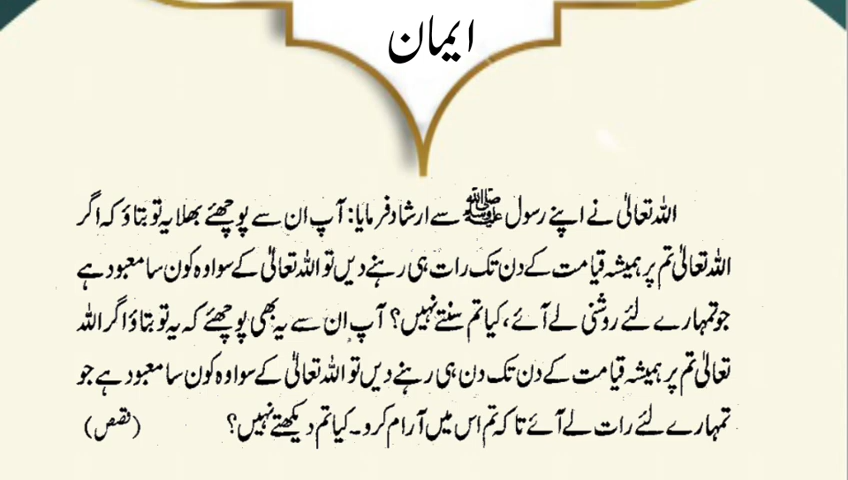 ایمان
اللہ تعالیٰ نے اپنے رسول ﷺ سے ارشاد فرمایا: آپ ان سے پوچھئے بھلا یہ تو بتاؤ کہ اگر
اللہ تعالیٰ تم پر ہمیشہ قیامت کے دن تک رات ہی رہنے دیں تو اللہ تعالیٰ کے سوا وہ کون سا معبود ہے
جو تمہارے لئے روشنی لے آئے، کیا تم سنتے نہیں؟ آپ ان سے یہ بھی پوچھئے کہ یہ تو بتاؤ اگر اللہ
تعالیٰ تم پر ہمیشہ قیامت کے دن تک دن ہی رہنے دیں تو اللہ تعالیٰ کے سوا وہ کون سا معبود ہے جو
تمہارے لئے رات لے آئے تاکہ تم اس میں آرام کرو۔ کیا تم دیکھتے نہیں؟ (قصص)